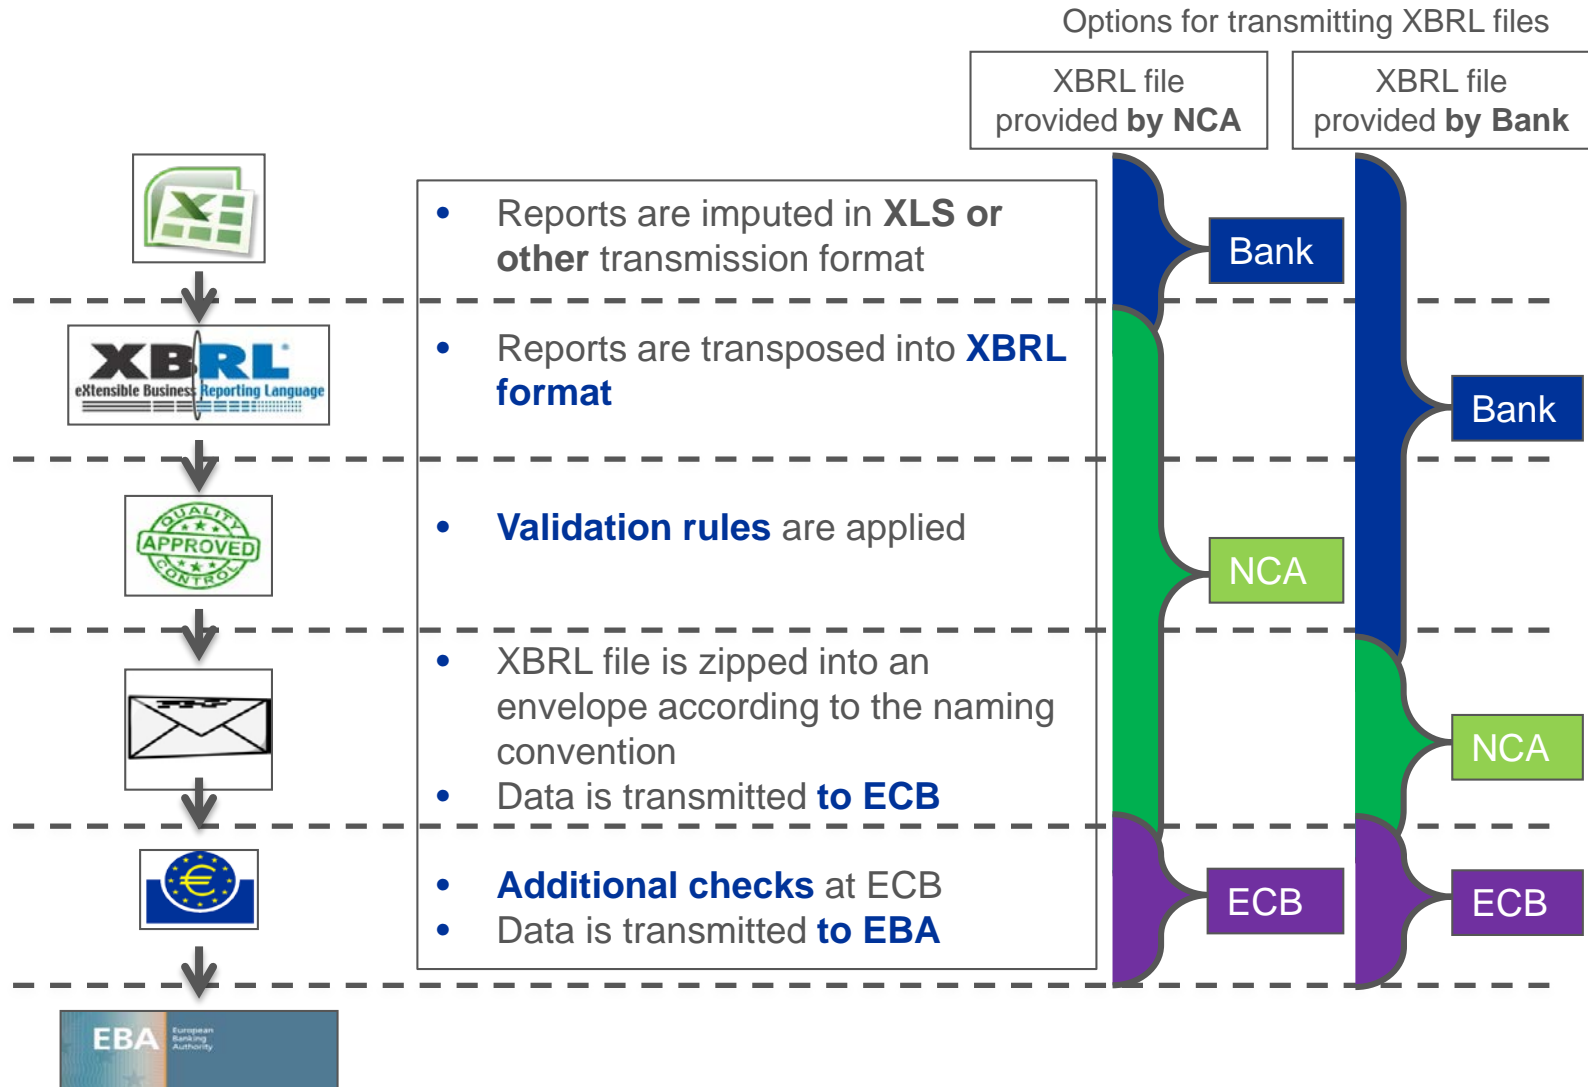 Options for transmitting XBRL files
XBRL file
provided by NCA
XBRL file
provided by Bank
• Reports are imputed in XLS or
other transmission format
Bank
XBRL
eXtensible Business Reporting Language
• Reports are transposed into XBRL
format
Bank
QUALITY
APPROVED
CONTROL
• Validation rules are applied
NCA
• XBRL file is zipped into an
envelope according to the naming
convention
• Data is transmitted to ECB
NCA
• Additional checks at ECB
• Data is transmitted to EBA
ECB
ECB
EBA
European
Banking
Authority